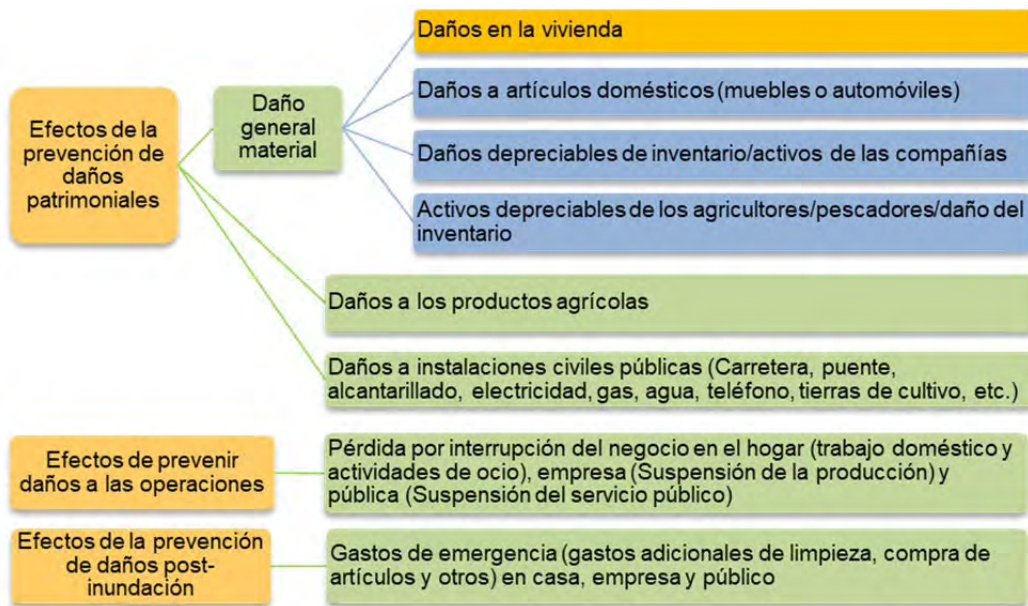 Efectos de la
prevención de
daños
patrimoniales
Daño
general
material
Daños en la vivienda
Daños a artículos domésticos (muebles o automóviles)
Daños depreciables de inventario/activos de las compañías
Activos depreciables de los agricultores/pescadores/daño del
inventario
Daños a los productos agrícolas
Daños a instalaciones civiles públicas (Carretera, puente,
alcantarillado, electricidad, gas, agua, teléfono, tierras de cultivo, etc.)
Efectos de prevenir
daños a las operaciones
Pérdida por interrupción del negocio en el hogar (trabajo doméstico y
actividades de ocio), empresa (Suspensión de la producción) y
pública (Suspensión del servicio público)
Efectos de la prevención
de daños post-
inundación
Gastos de emergencia (gastos adicionales de limpieza, compra de
artículos y otros) en casa, empresa y público